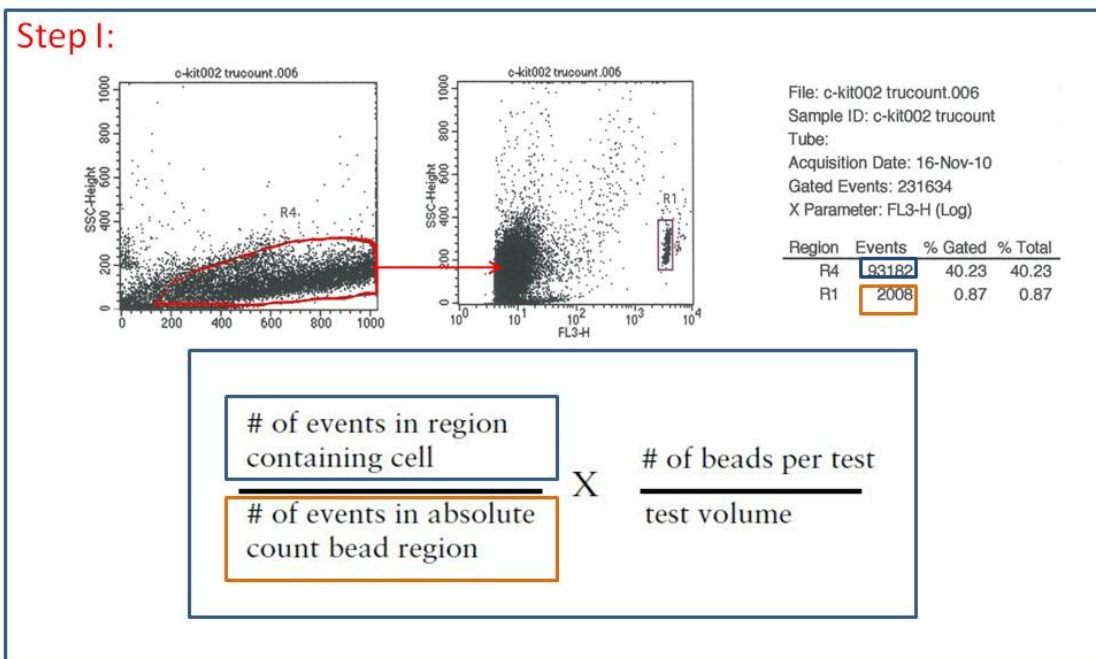 Step I:
c-kit002 trucount.006
SSC-Height
1000
800
600
400
200
0
R4
0 200 400 600 800 1000
c-kit002 trucount.006
SSC-Height
1000
800
600
400
200
0
R1
10^0 10^1 10^2 10^3 10^4
FL3-H
File: c-kit002 trucount.006
Sample ID: c-kit002 trucount
Tube:
Acquisition Date: 16-Nov-10
Gated Events: 231634
X Parameter: FL3-H (Log)
Region Events % Gated % Total
R4 93182 40.23 40.23
R1 2008 0.87 0.87
# of events in region
containing cell
# of events in absolute
count bead region
X
# of beads per test
test volume